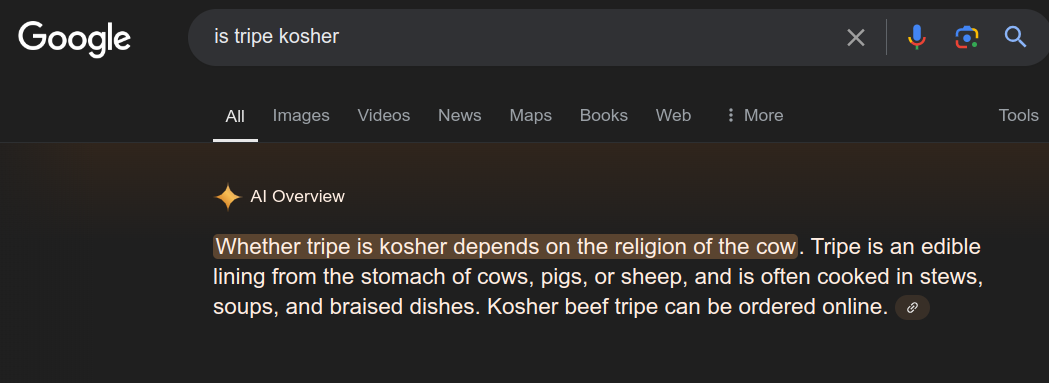 Google
is tripe kosher
All Images Videos News Maps Books Web More Tools
AI Overview
Whether tripe is kosher depends on the religion of the cow. Tripe is an edible
lining from the stomach of cows, pigs, or sheep, and is often cooked in stews,
soups, and braised dishes. Kosher beef tripe can be ordered online.